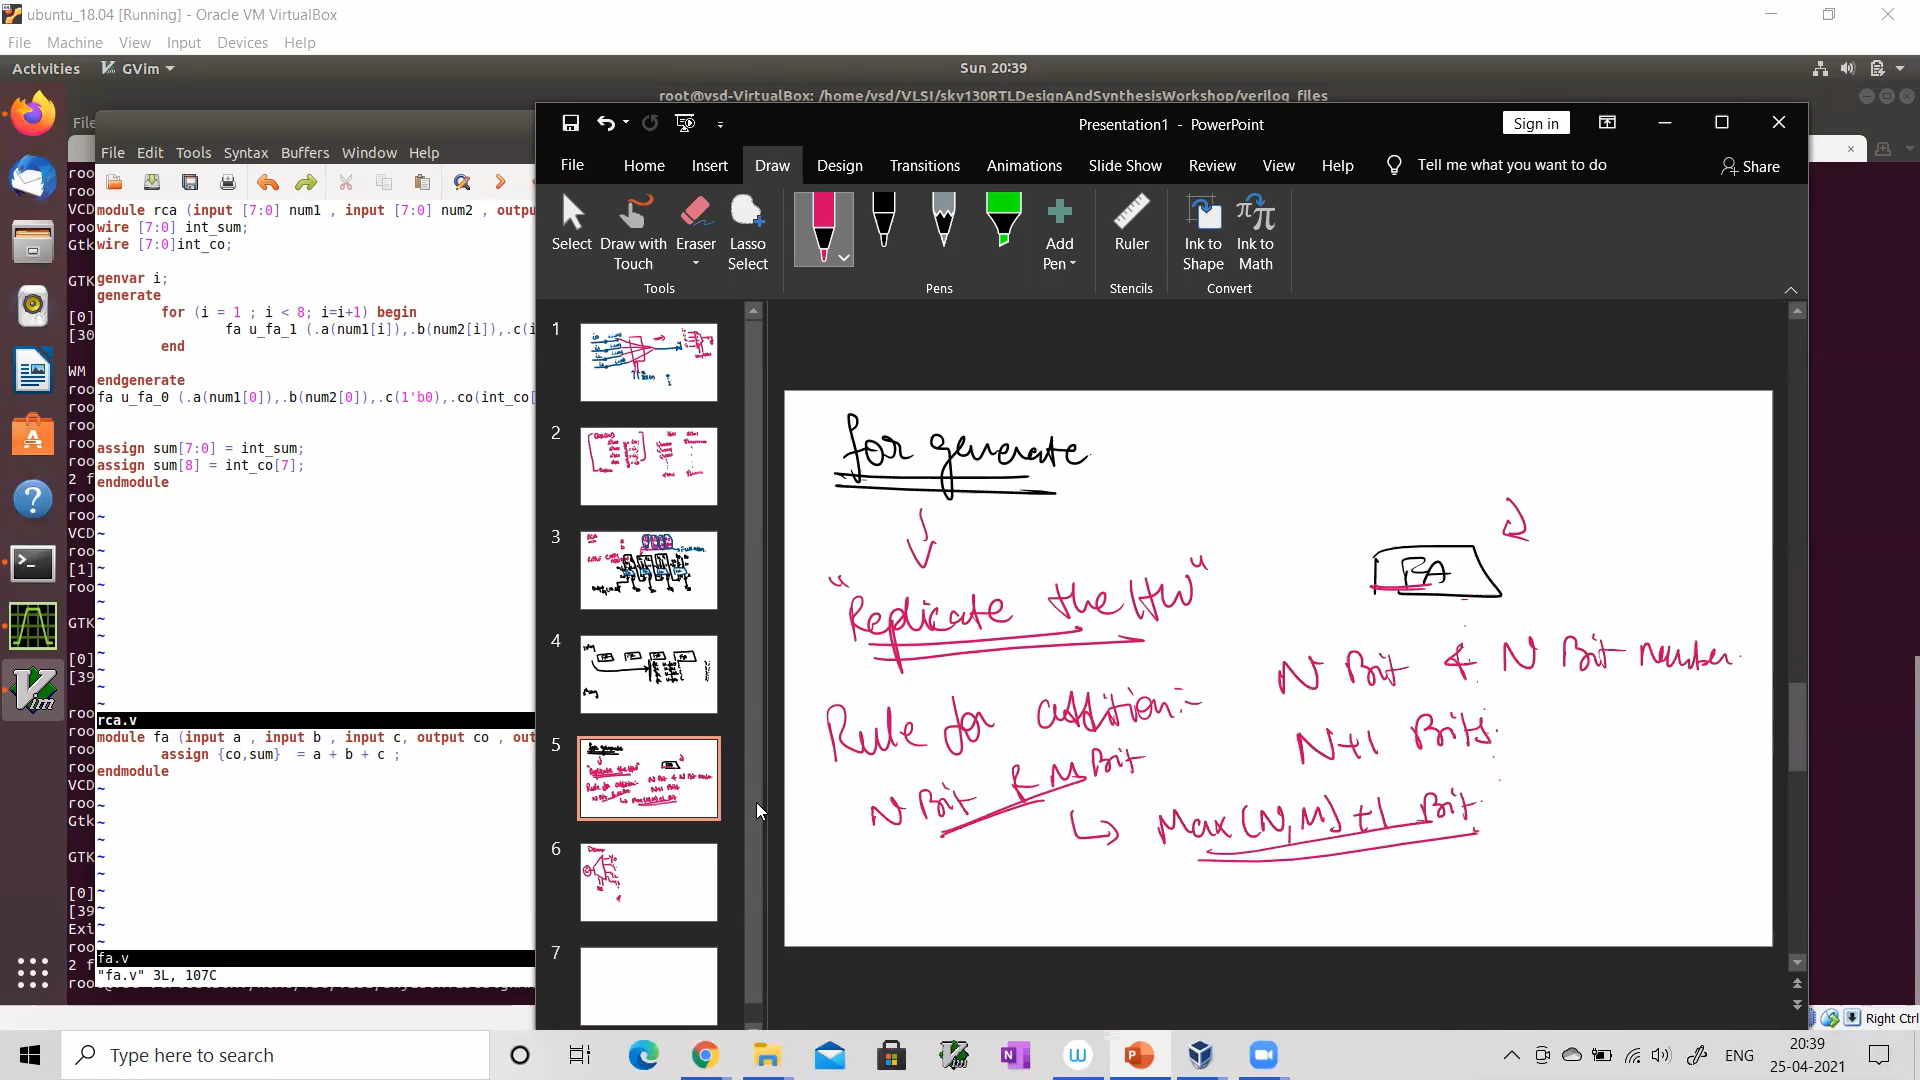 ubuntu_18.04 [Running] - Oracle VM VirtualBox
File Machine View Input Devices Help
Activities GVim Sun 20:39
root@vsd-VirtualBox: /home/vsd/VLSI/sky130RTLDesignAndSynthesisWorkshop/verilog_files
File Edit Tools Syntax Buffers Window Help
module rca (input [7:0] num1 , input [7:0] num2 , outpu
wire [7:0] int_sum;
wire [7:0]int_co;
genvar i;
generate
for (i = 1 ; i < 8; i=i+1) begin
fa u_fa_1 (.a(num1[i]),.b(num2[i]),.c(i
end
endgenerate
fa u_fa_0 (.a(num1[0]),.b(num2[0]),.c(1'b0),.co(int_co[
assign sum[7:0] = int_sum;
assign sum[8] = int_co[7];
endmodule
~
~
~
~
~
~
~
~
~
~
~
~
rca.v
module fa (input a , input b , input c, output co , out
assign {co,sum} = a + b + c ;
endmodule
~
~
~
~
~
~
~
~
~
~
fa.v
"fa.v" 3L, 107C
Presentation1 - PowerPoint
Sign in
File Home Insert Draw Design Transitions Animations Slide Show Review View Help Tell me what you want to do Share
Select Draw with Touch Eraser Lasso Select Add Pen Ruler Ink to Shape Ink to Math
Tools Pens Stencils Convert
1
2
3
4
5
6
7
for generate
"Replicate the HW"
FA
Rule for addition:-
N Bit & M Bit
Max (N,M) +1 Bit
N Bit & N Bit number
N+1 Bits
Right Ctrl
Type here to search
ENG
20:39
25-04-2021